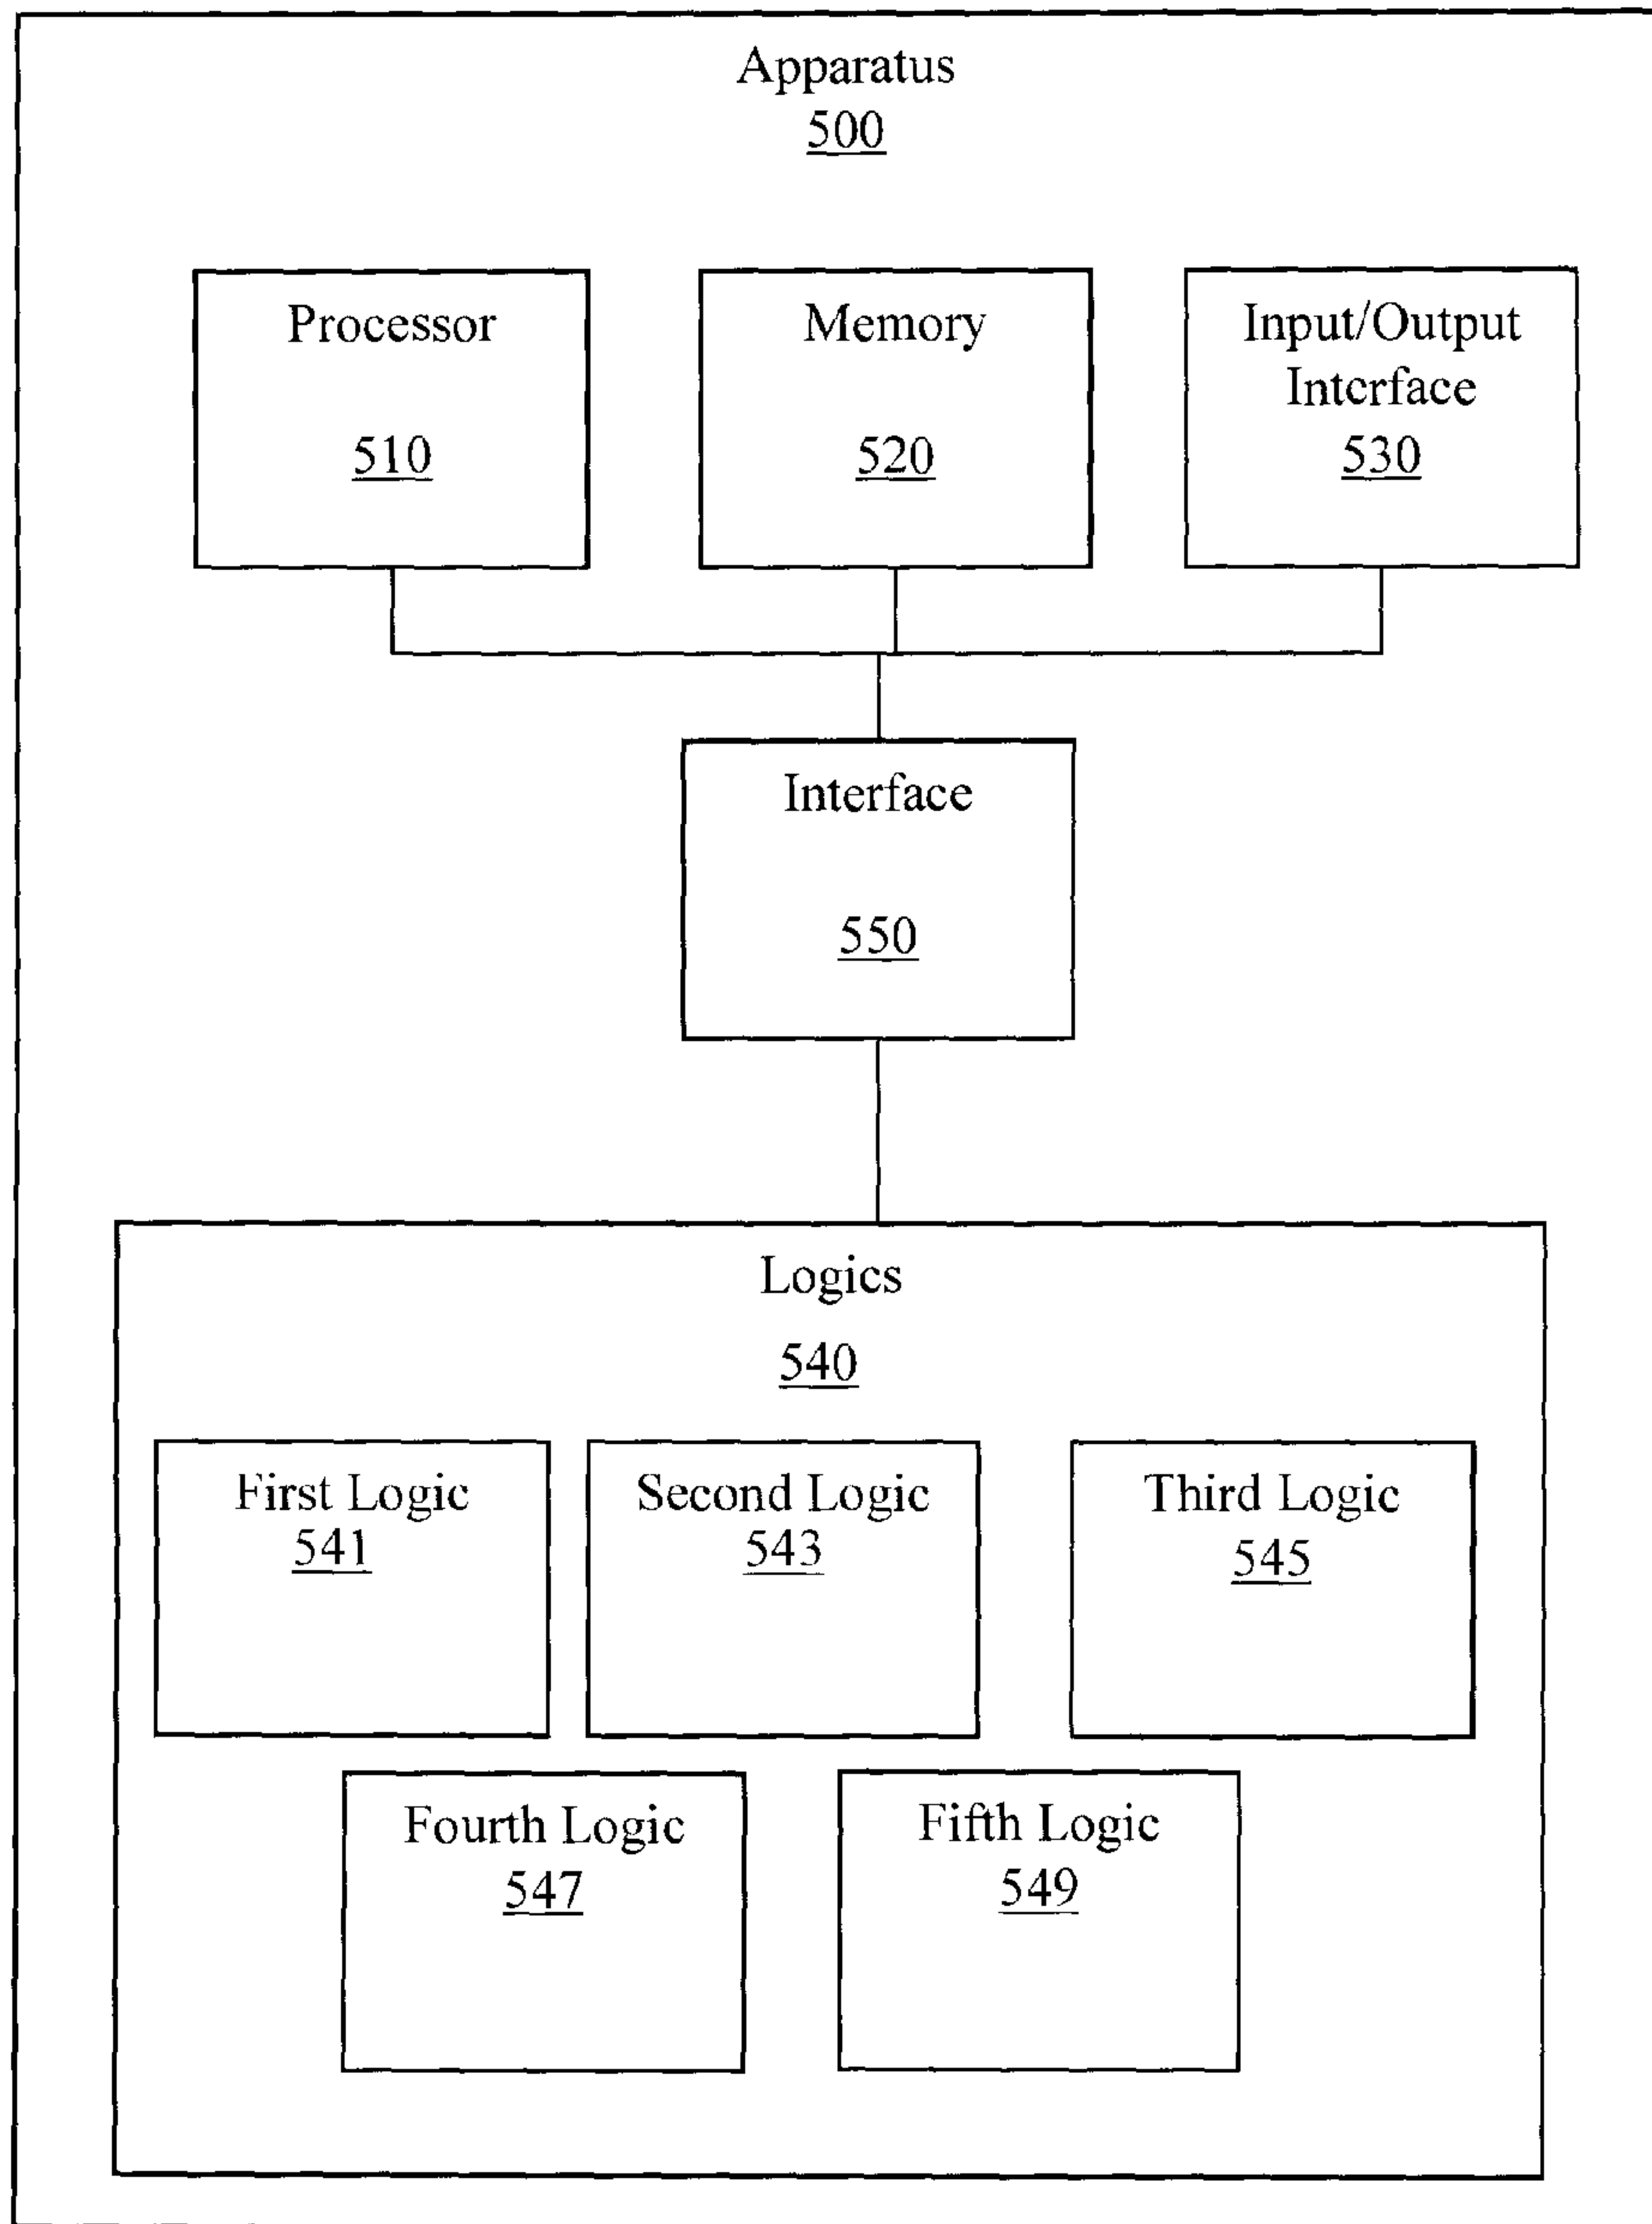 Apparatus
500
Processor
510
Memory
520
Input/Output
Interface
530
Interface
550
Logics
540
First Logic
541
Second Logic
543
Third Logic
545
Fourth Logic
547
Fifth Logic
549